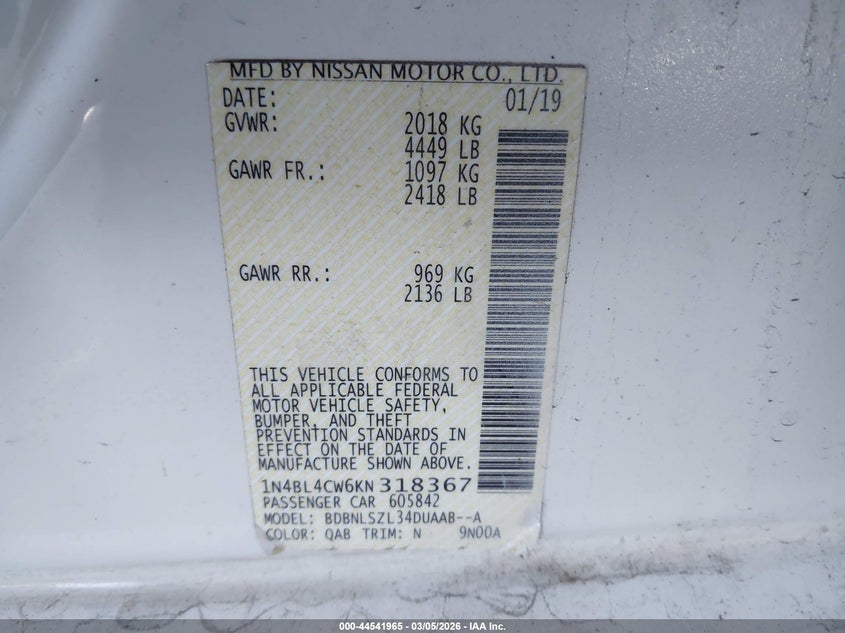 MFD BY NISSAN MOTOR CO., LTD.
DATE: 01/19
GVWR: 2018 KG
4449 LB
GAWR FR.: 1097 KG
2418 LB
GAWR RR.: 969 KG
2136 LB
THIS VEHICLE CONFORMS TO
ALL APPLICABLE FEDERAL
MOTOR VEHICLE SAFETY,
BUMPER, AND THEFT
PREVENTION STANDARDS IN
EFFECT ON THE DATE OF
MANUFACTURE SHOWN ABOVE.
1N4BL4CW6KN318367
PASSENGER CAR 605842
MODEL: BDBNLSZL34DUAAB--A
COLOR: QAB TRIM: N 9N00A
000-44541965 | 03/05/2026 | IAA Inc.